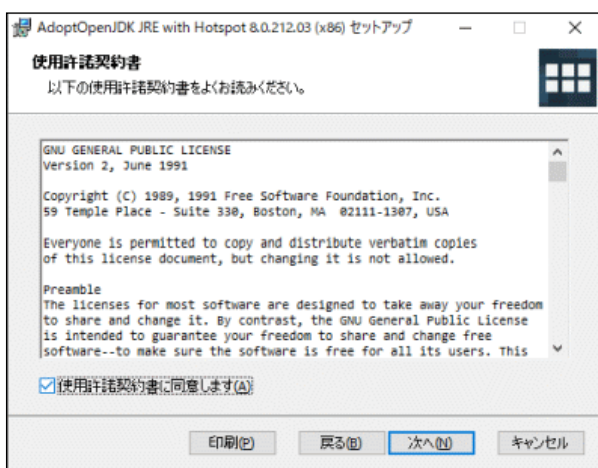 AdoptOpenJDK JRE with Hotspot 8.0.212.03 (x86) セットアップ
使用許諾契約書
以下の使用許諾契約書をよくお読みください。
GNU GENERAL PUBLIC LICENSE
Version 2, June 1991
Copyright (C) 1989, 1991 Free Software Foundation, Inc.
59 Temple Place - Suite 330, Boston, MA 02111-1307, USA
Everyone is permitted to copy and distribute verbatim copies
of this license document, but changing it is not allowed.
Preamble
The licenses for most software are designed to take away your freedom
to share and change it. By contrast, the GNU General Public License
is intended to guarantee your freedom to share and change free
software--to make sure the software is free for all its users. This
使用許諾契約書に同意します(A)
印刷(P) 戻る(B) 次へ(N) キャンセル